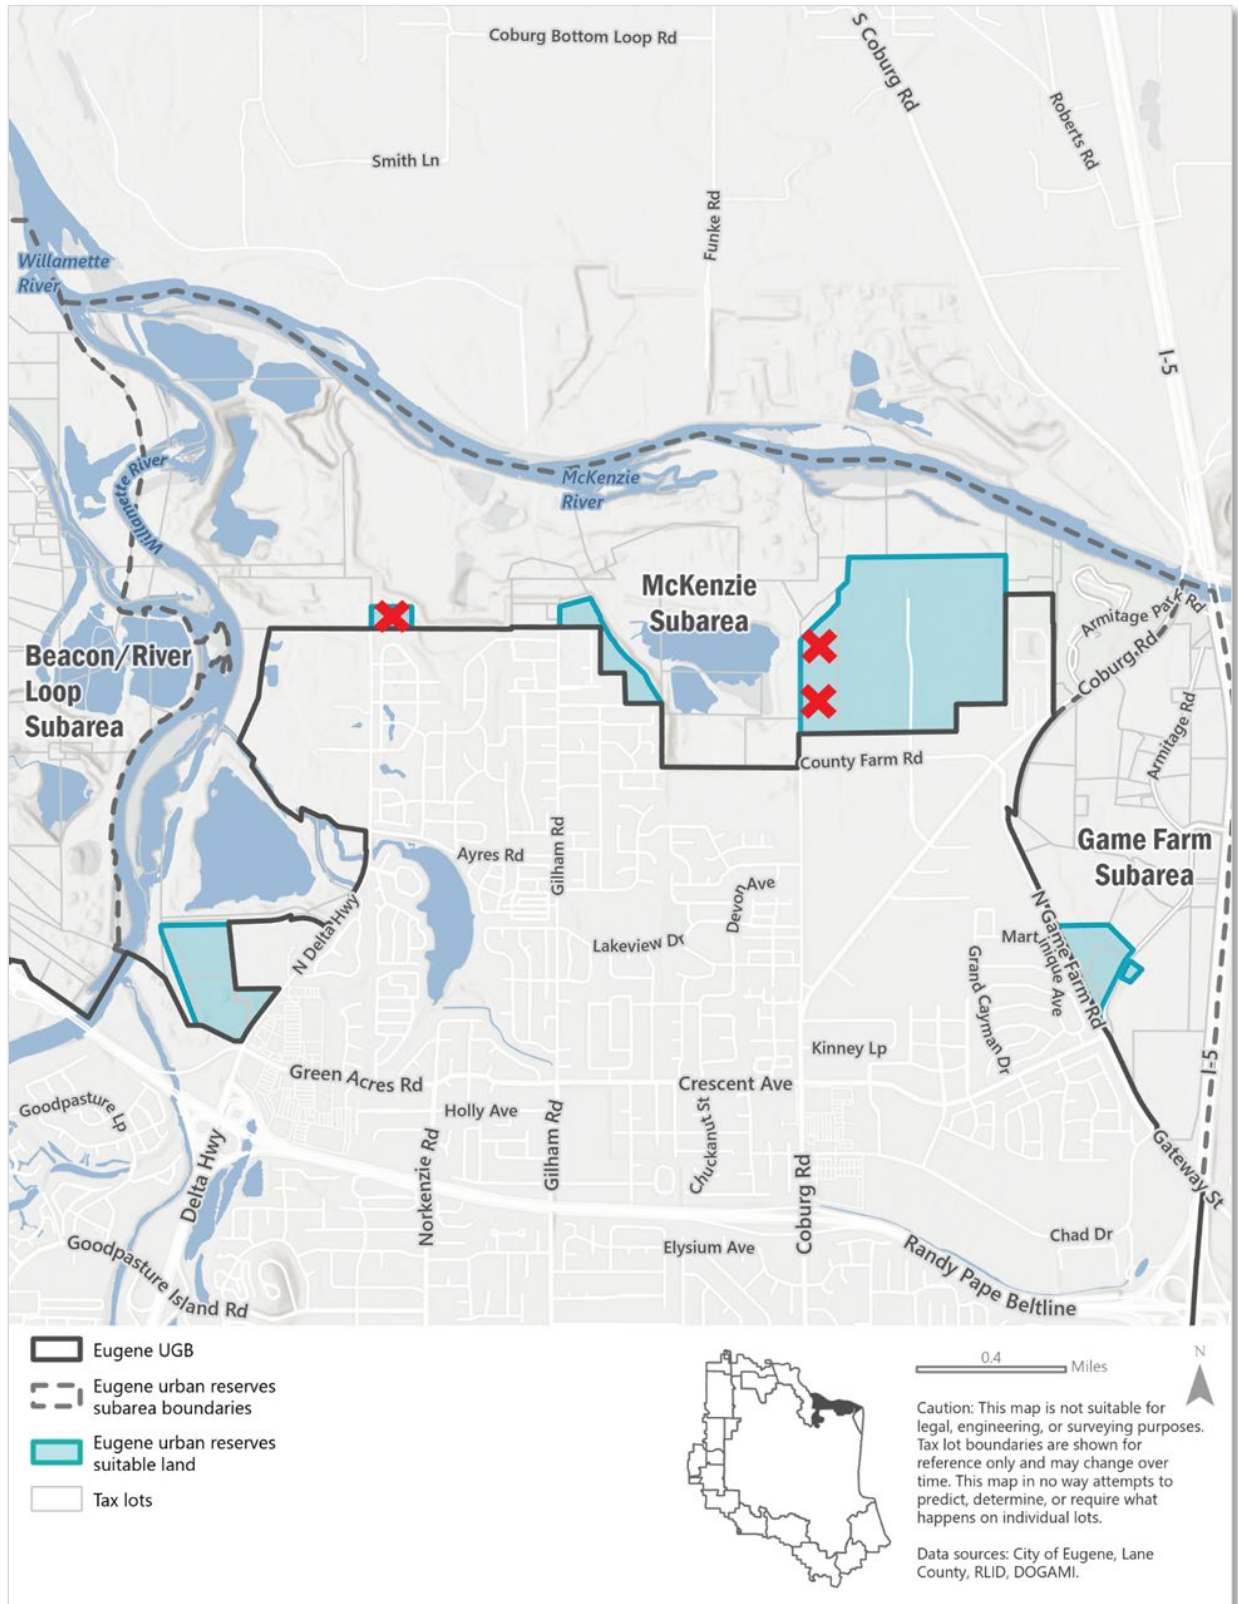 Coburg Bottom Loop Rd
S Coburg Rd
Roberts Rd
Smith Ln
Funke Rd
Willamette
River
I-5
Willamette River
McKenzie
River
McKenzie
Subarea
Armitage Park Rd
Coburg Rd
Beacon/River
Loop
Subarea
Armitage Rd
County Farm Rd
Game Farm
Subarea
Ayres Rd
Gilham Rd
Devon Ave
N Delta Hwy
Lakeview Dr
N Game Farm Rd
Martinique Ave
Grand Cayman Dr
Kinney Lp
I-5
Green Acres Rd
Crescent Ave
Goodpasture Lp
Holly Ave
Chuckanut St
Gilham Rd
Norkenzie Rd
Delta Hwy
Coburg Rd
Gateway St
Chad Dr
Elysium Ave
Goodpasture Island Rd
Randy Pape Beltline
Eugene UGB
Eugene urban reserves
subarea boundaries
Eugene urban reserves
suitable land
Tax lots
0.4
Miles
N
Caution: This map is not suitable for
legal, engineering, or surveying purposes.
Tax lot boundaries are shown for
reference only and may change over
time. This map in no way attempts to
predict, determine, or require what
happens on individual lots.
Data sources: City of Eugene, Lane
County, RLID, DOGAMI.